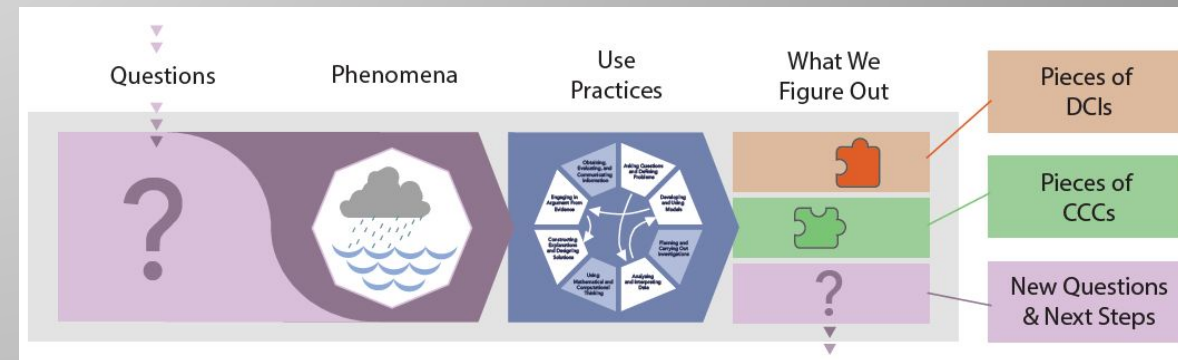 Questions
Phenomena
Use
Practices
What We
Figure Out
?
Obtaining,
Evaluating, and
Communicating
Information
Asking Questions
and Defining
Problems
Developing
and Using
Models
Planning and
Carrying Out
Investigations
Analyzing
and Interpreting
Data
Using
Mathematical and
Computational
Thinking
Constructing
Explanations
and Designing
Solutions
Engaging in
Argument From
Evidence
?
Pieces of
DCIs
Pieces of
CCCs
New Questions
& Next Steps